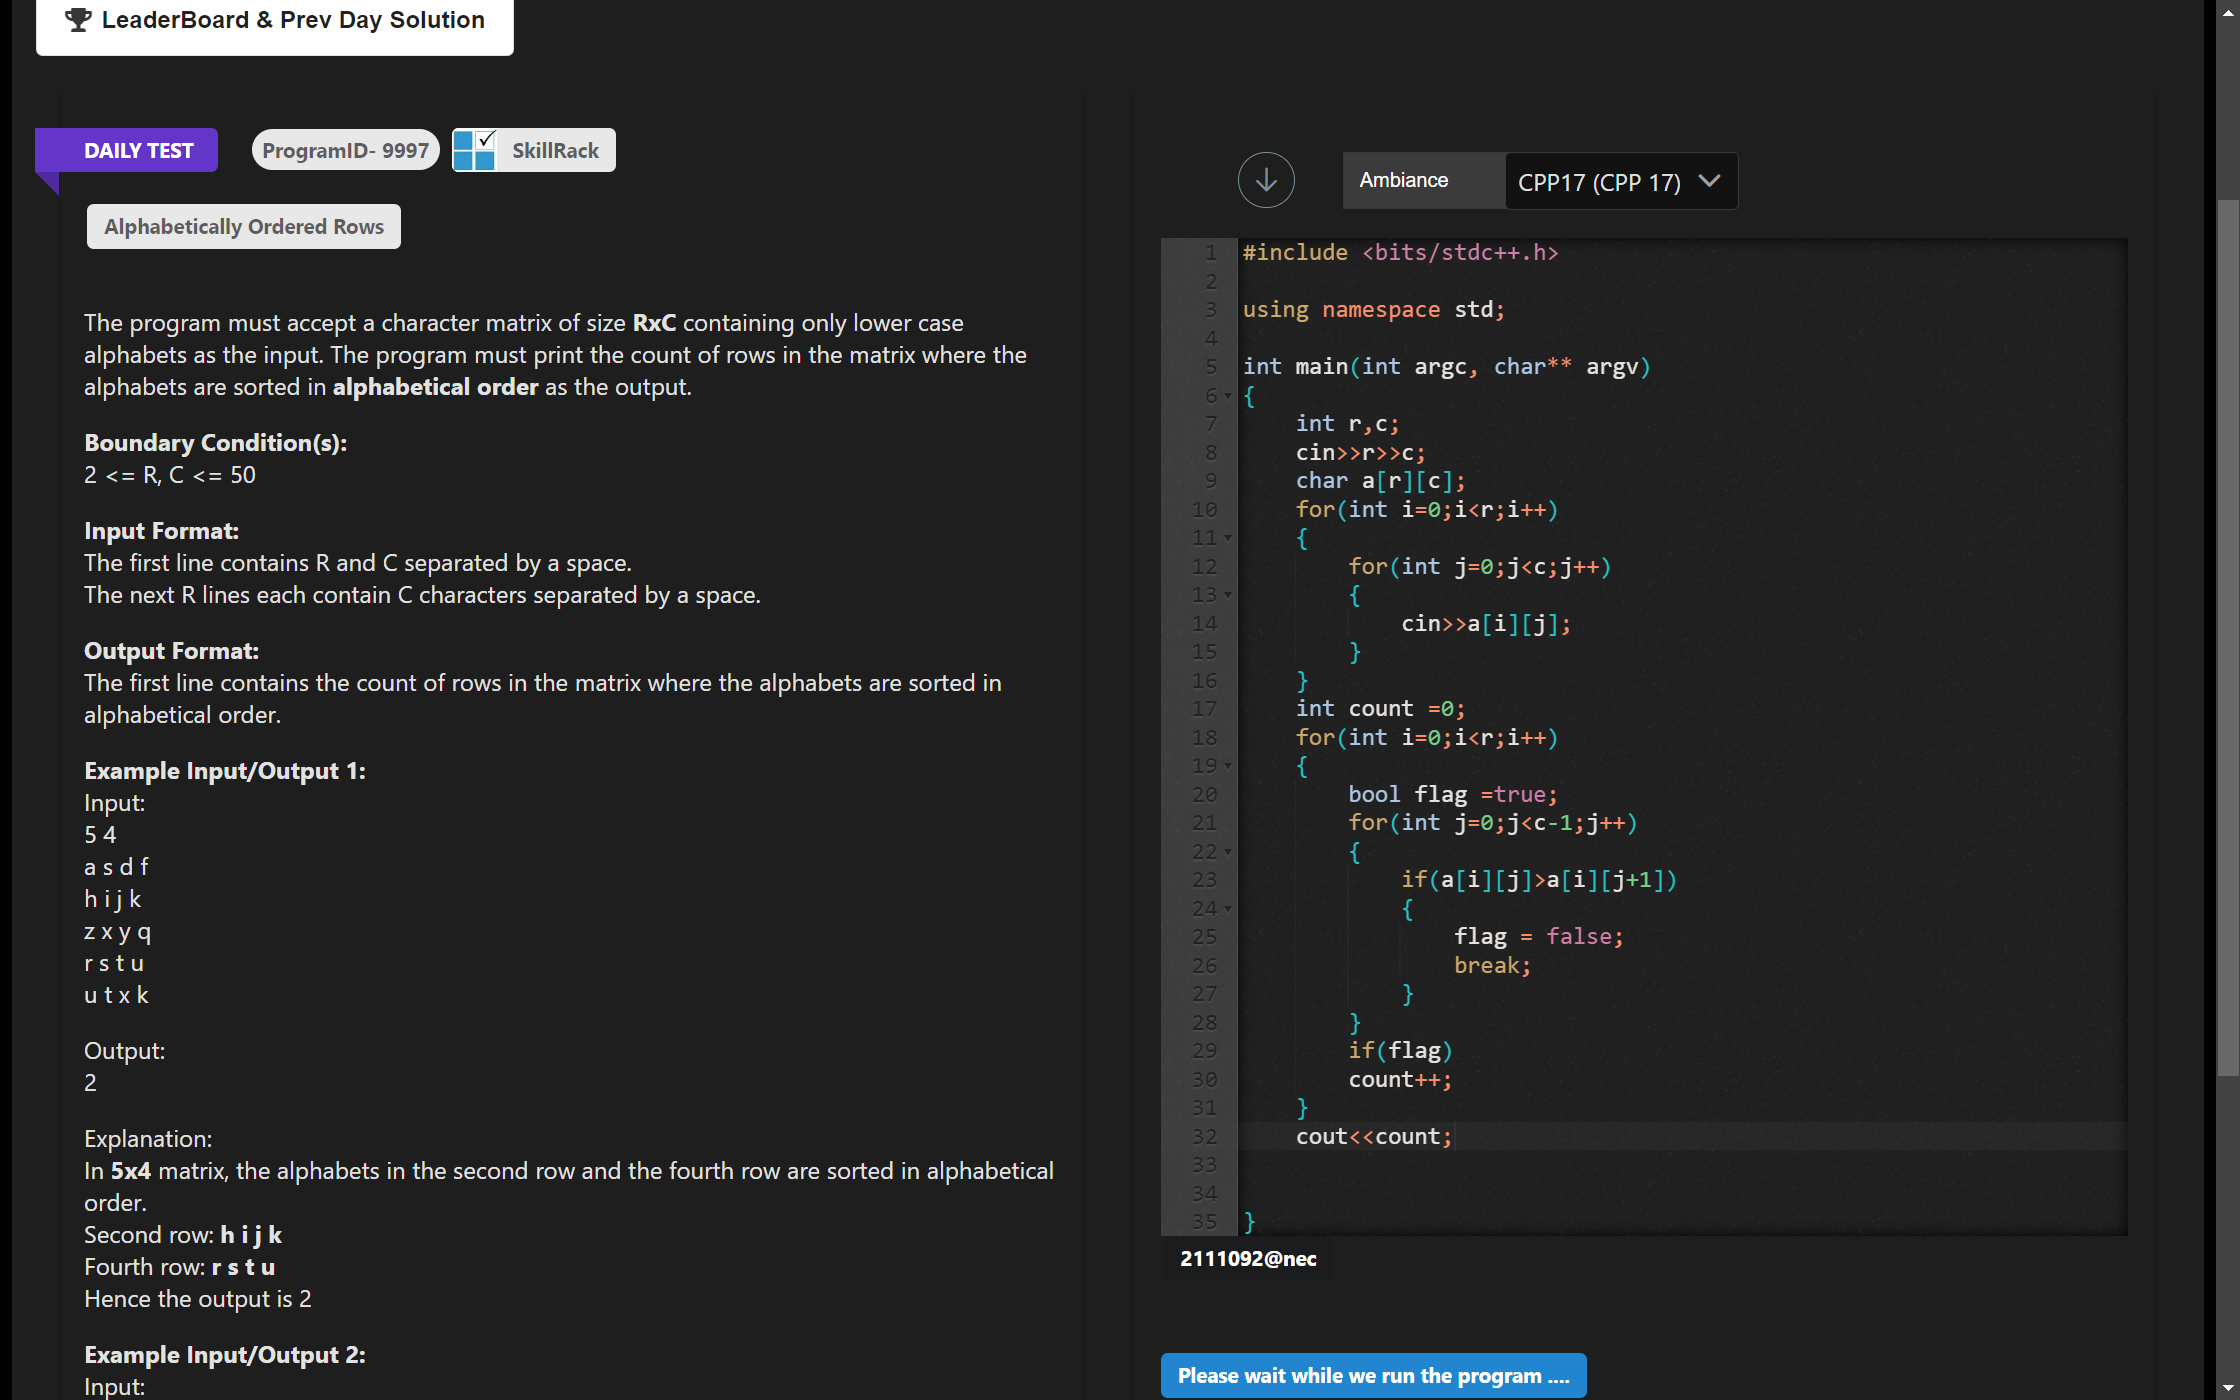 LeaderBoard & Prev Day Solution
DAILY TEST
ProgramID- 9997
SkillRack
Alphabetically Ordered Rows
The program must accept a character matrix of size RxC containing only lower case
alphabets as the input. The program must print the count of rows in the matrix where the
alphabets are sorted in alphabetical order as the output.
Boundary Condition(s):
2 <= R, C <= 50
Input Format:
The first line contains R and C separated by a space.
The next R lines each contain C characters separated by a space.
Output Format:
The first line contains the count of rows in the matrix where the alphabets are sorted in
alphabetical order.
Example Input/Output 1:
Input:
5 4
a s d f
h i j k
z x y q
r s t u
u t x k
Output:
2
Explanation:
In 5x4 matrix, the alphabets in the second row and the fourth row are sorted in alphabetical
order.
Second row: h i j k
Fourth row: r s t u
Hence the output is 2
Example Input/Output 2:
Input:
Ambiance
CPP17 (CPP 17)
1 #include <bits/stdc++.h>
2
3 using namespace std;
4
5 int main(int argc, char** argv)
6 {
7     int r,c;
8     cin>>r>>c;
9     char a[r][c];
10     for(int i=0;i<r;i++)
11     {
12         for(int j=0;j<c;j++)
13         {
14             cin>>a[i][j];
15         }
16     }
17     int count =0;
18     for(int i=0;i<r;i++)
19     {
20         bool flag =true;
21         for(int j=0;j<c-1;j++)
22         {
23             if(a[i][j]>a[i][j+1])
24             {
25                 flag = false;
26                 break;
27             }
28         }
29         if(flag)
30         count++;
31     }
32     cout<<count;
33
34
35 }
2111092@nec
Please wait while we run the program ....